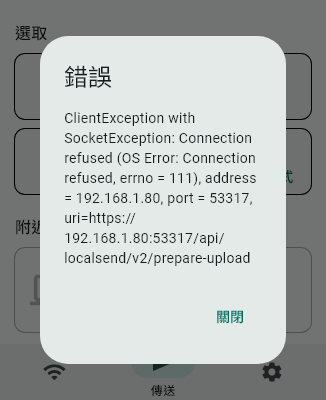 選取
錯誤
ClientException with
SocketException: Connection
refused (OS Error: Connection
refused, errno = 111), address
= 192.168.1.80, port = 53317,
uri=https://
192.168.1.80:53317/api/
localsend/v2/prepare-upload
式
附近
關閉
傳送